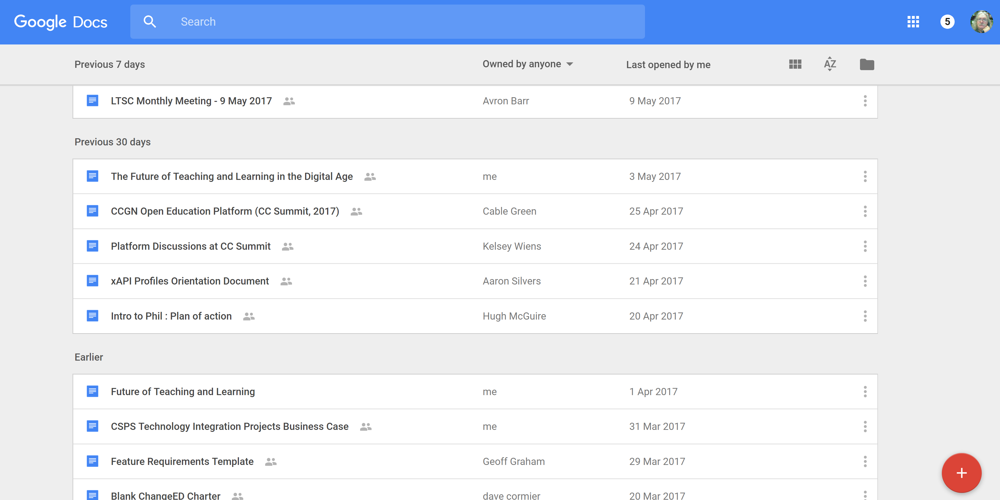 Google Docs Search 5
Previous 7 days Owned by anyone Last opened by me AZ
LTSC Monthly Meeting - 9 May 2017 Avron Barr 9 May 2017
Previous 30 days
The Future of Teaching and Learning in the Digital Age me 3 May 2017
CCGN Open Education Platform (CC Summit, 2017) Cable Green 25 Apr 2017
Platform Discussions at CC Summit Kelsey Wiens 24 Apr 2017
xAPI Profiles Orientation Document Aaron Silvers 21 Apr 2017
Intro to Phil : Plan of action Hugh McGuire 20 Apr 2017
Earlier
Future of Teaching and Learning me 1 Apr 2017
CSPS Technology Integration Projects Business Case me 31 Mar 2017
Feature Requirements Template Geoff Graham 29 Mar 2017
Blank ChangeED Charter dave cormier 20 Mar 2017